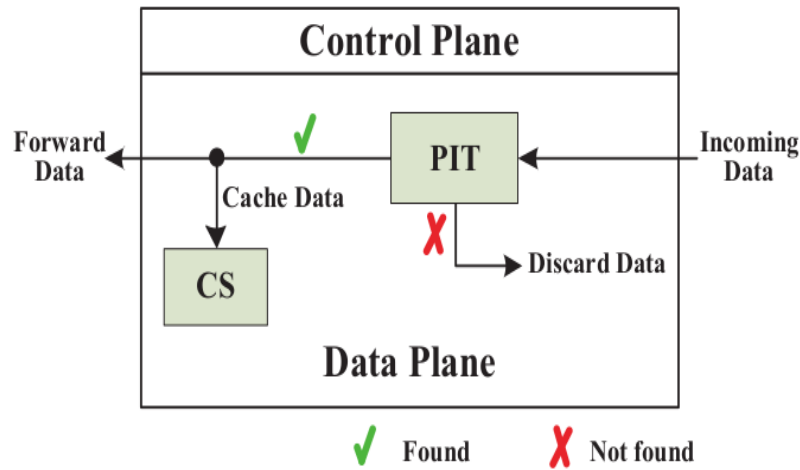 Control Plane
Forward
Data
PIT
Incoming
Data
Cache Data
CS
Discard Data
Data Plane
Found
Not found